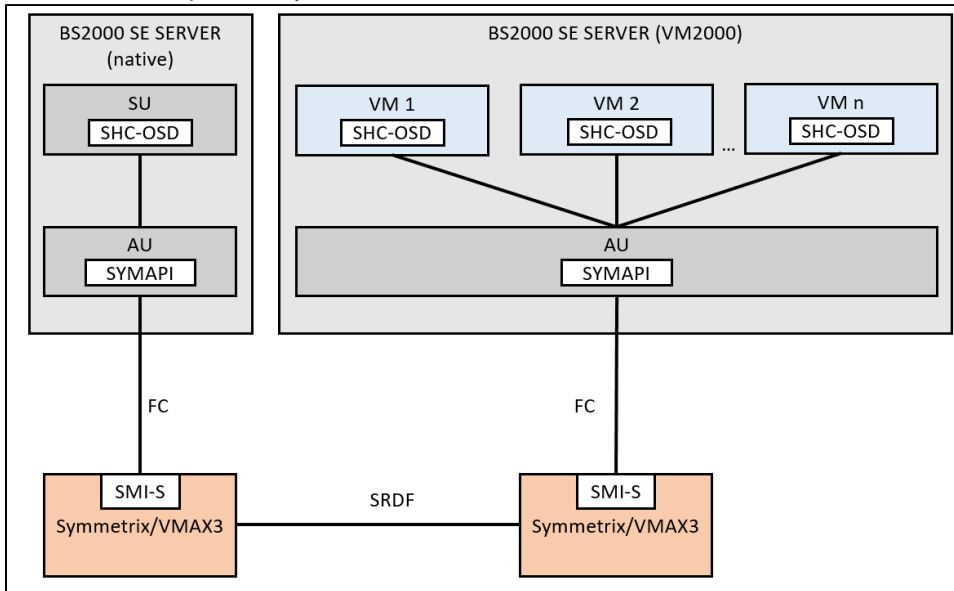 BS2000 SE SERVER
(native)
SU
SHC-OSD
AU
SYMAPI
BS2000 SE SERVER (VM2000)
VM 1
SHC-OSD
VM 2
SHC-OSD
...
VM n
SHC-OSD
AU
SYMAPI
FC
FC
SMI-S
Symmetrix/VMAX3
SRDF
SMI-S
Symmetrix/VMAX3